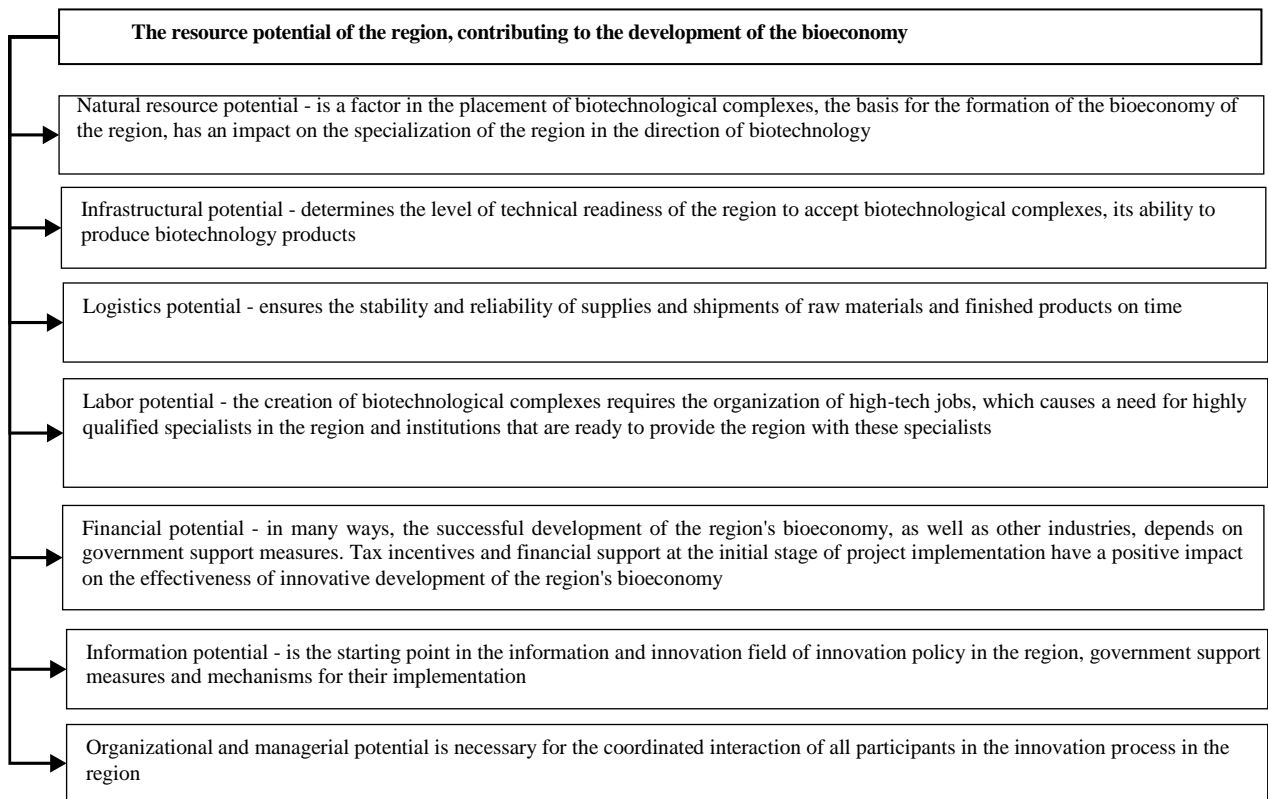 The resource potential of the region, contributing to the development of the bioeconomy
Natural resource potential - is a factor in the placement of biotechnological complexes, the basis for the formation of the bioeconomy of
the region, has an impact on the specialization of the region in the direction of biotechnology
Infrastructural potential - determines the level of technical readiness of the region to accept biotechnological complexes, its ability to
produce biotechnology products
Logistics potential - ensures the stability and reliability of supplies and shipments of raw materials and finished products on time
Labor potential - the creation of biotechnological complexes requires the organization of high-tech jobs, which causes a need for highly
qualified specialists in the region and institutions that are ready to provide the region with these specialists
Financial potential - in many ways, the successful development of the region's bioeconomy, as well as other industries, depends on
government support measures. Tax incentives and financial support at the initial stage of project implementation have a positive impact
on the effectiveness of innovative development of the region's bioeconomy
Information potential - is the starting point in the information and innovation field of innovation policy in the region, government support
measures and mechanisms for their implementation
Organizational and managerial potential is necessary for the coordinated interaction of all participants in the innovation process in the
region